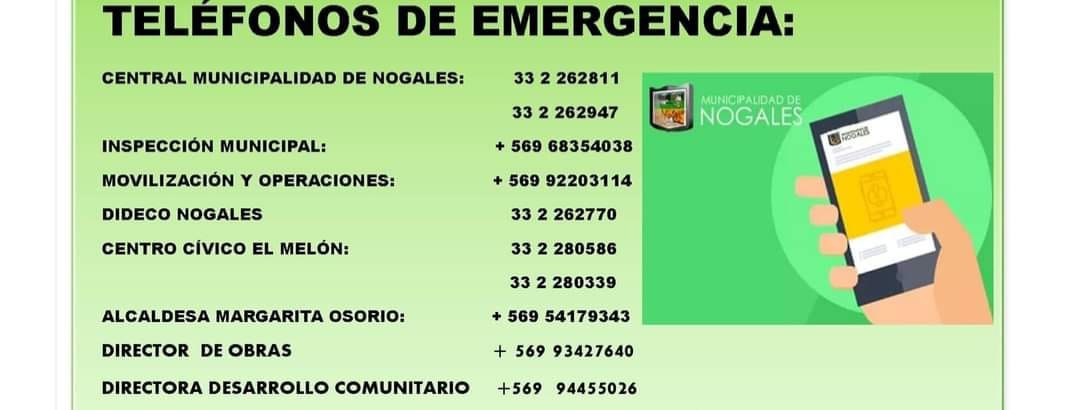 TELÉFONOS DE EMERGENCIA:
CENTRAL MUNICIPALIDAD DE NOGALES: 33 2 262811
33 2 262947
INSPECCIÓN MUNICIPAL: + 569 68354038
MOVILIZACIÓN Y OPERACIONES: + 569 92203114
DIDECO NOGALES 33 2 262770
CENTRO CÍVICO EL MELÓN: 33 2 280586
33 2 280339
ALCALDESA MARGARITA OSORIO: + 569 54179343
DIRECTOR DE OBRAS + 569 93427640
DIRECTORA DESARROLLO COMUNITARIO +569 94455026
MUNICIPALIDAD DE
NOGALES
NOGALES